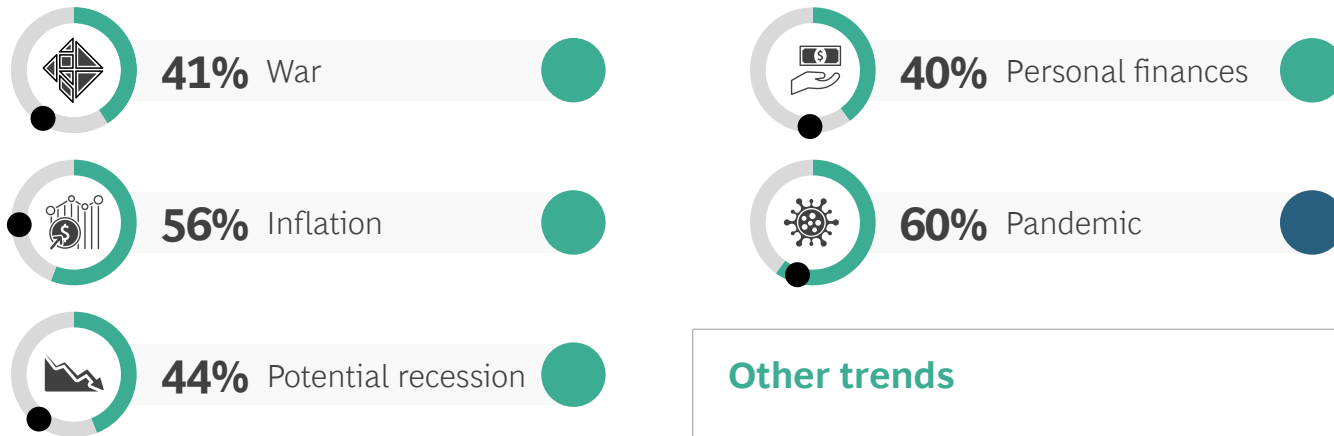 41% War
56% Inflation
44% Potential recession
40% Personal finances
60% Pandemic
Other trends